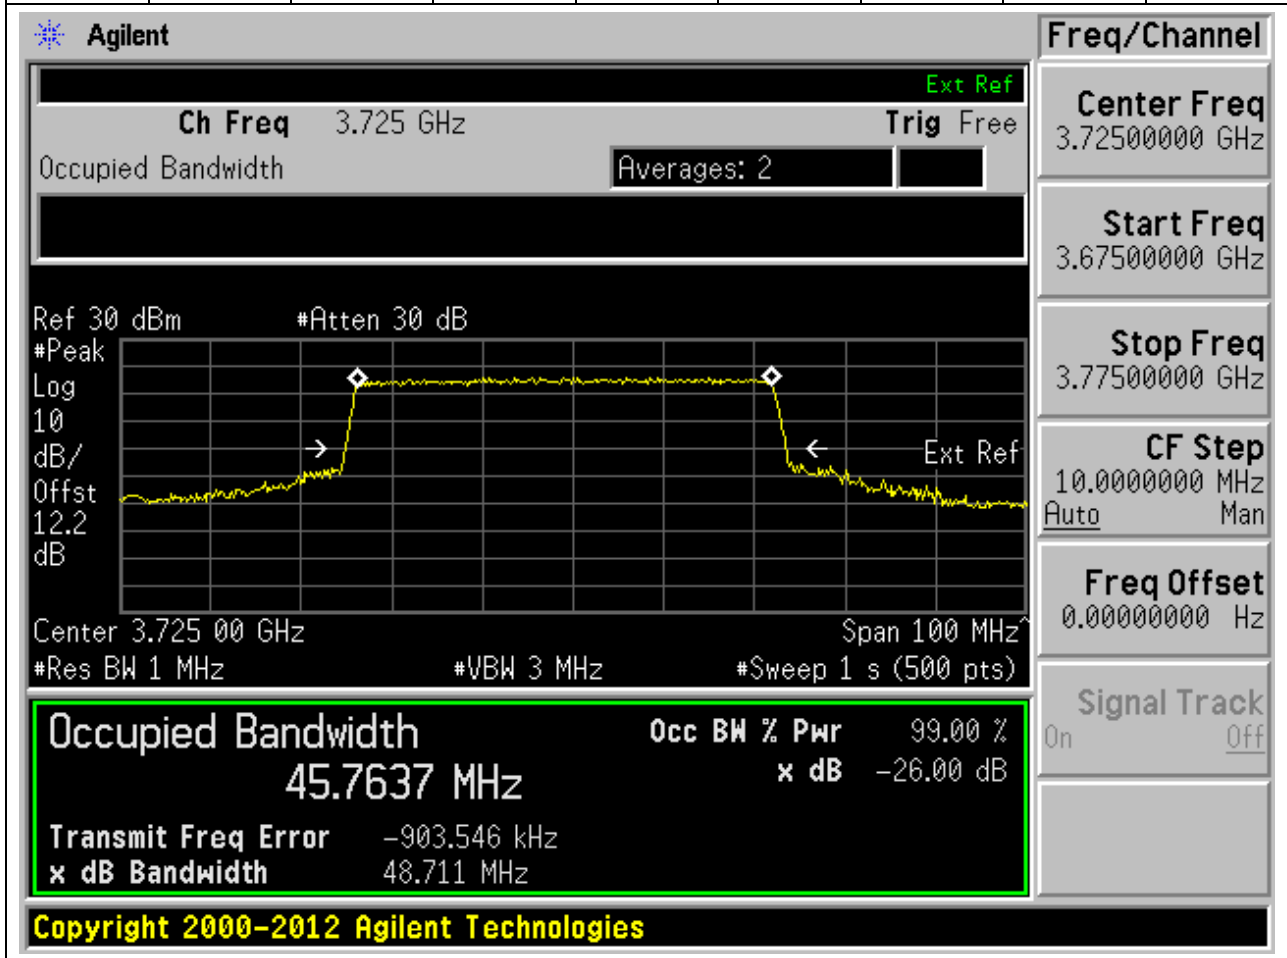 Agilent
Freq/Channel
Ext Ref
Ch Freq 3.725 GHz Trig Free
Occupied Bandwidth Averages: 2
Center Freq
3.72500000 GHz
Start Freq
3.67500000 GHz
Stop Freq
3.77500000 GHz
CF Step
10.0000000 MHz
Auto Man
Freq Offset
0.00000000 Hz
Signal Track
On Off
Ref 30 dBm #Atten 30 dB
#Peak
Log
10
dB/
Offst
12.2
dB
Ext Ref
Center 3.725 00 GHz Span 100 MHz^
#Res BW 1 MHz #VBW 3 MHz #Sweep 1 s (500 pts)
Occupied Bandwidth
45.7637 MHz
Occ BW % Pwr 99.00 %
x dB -26.00 dB
Transmit Freq Error -903.546 kHz
x dB Bandwidth 48.711 MHz
Copyright 2000-2012 Agilent Technologies